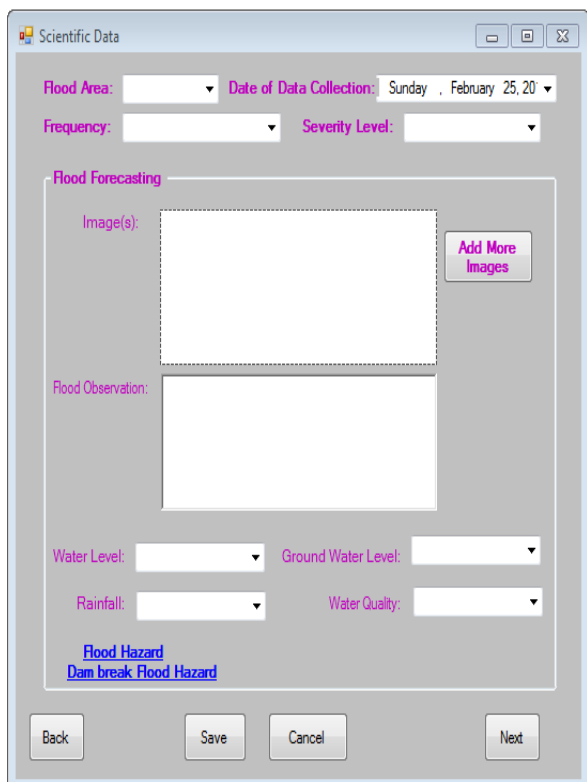 Scientific Data
Flood Area: Date of Data Collection: Sunday , February 25, 20
Frequency: Severity Level:
Flood Forecasting
Image(s):
Add More
Images
Flood Observation:
Water Level: Ground Water Level:
Rainfall: Water Quality:
Flood Hazard
Dam break Flood Hazard
Back Save Cancel Next